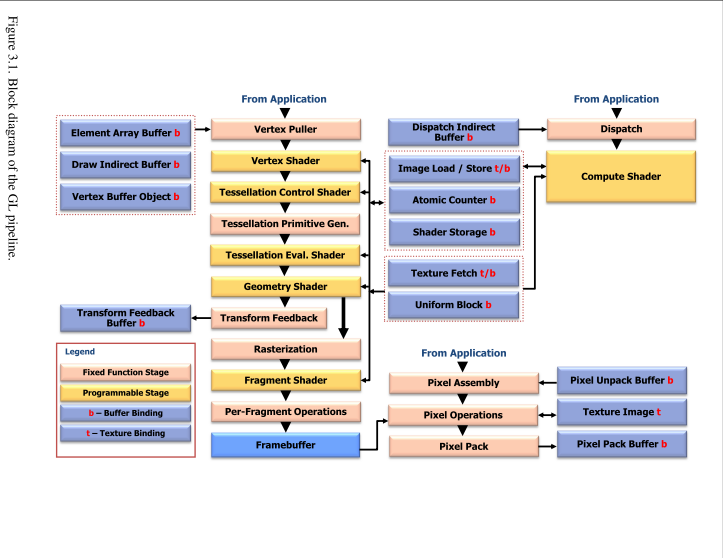 Figure 3.1. Block diagram of the GL pipeline.
From Application
Element Array Buffer b
Draw Indirect Buffer b
Vertex Buffer Object b
Vertex Puller
Vertex Shader
Tessellation Control Shader
Tessellation Primitive Gen.
Tessellation Eval. Shader
Geometry Shader
Transform Feedback
Transform Feedback
Buffer b
Rasterization
Fragment Shader
Per-Fragment Operations
Framebuffer
Legend
Fixed Function Stage
Programmable Stage
b – Buffer Binding
t – Texture Binding
Dispatch Indirect
Buffer b
Image Load / Store t/b
Atomic Counter b
Shader Storage b
Texture Fetch t/b
Uniform Block b
From Application
Dispatch
Compute Shader
From Application
Pixel Assembly
Pixel Operations
Pixel Pack
Pixel Unpack Buffer b
Texture Image t
Pixel Pack Buffer b